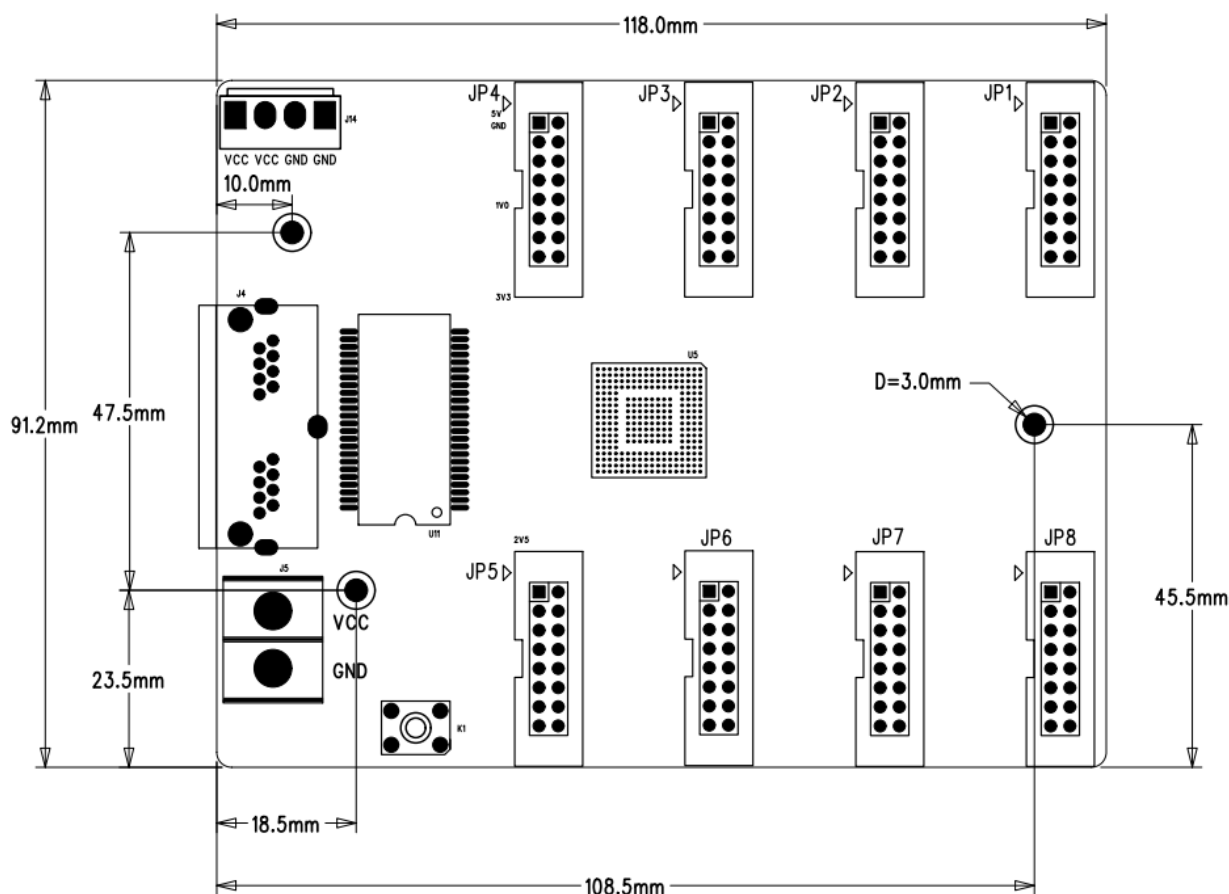 118.0mm
JP4
JP3
JP2
JP1
5V
GND
J14
VCC VCC GND GND
10.0mm
1V0
J4
3V3
U5
D=3.0mm
47.5mm
91.2mm
U11
2V5
JP5
JP6
JP7
JP8
J5
VCC
45.5mm
GND
23.5mm
K1
18.5mm
108.5mm